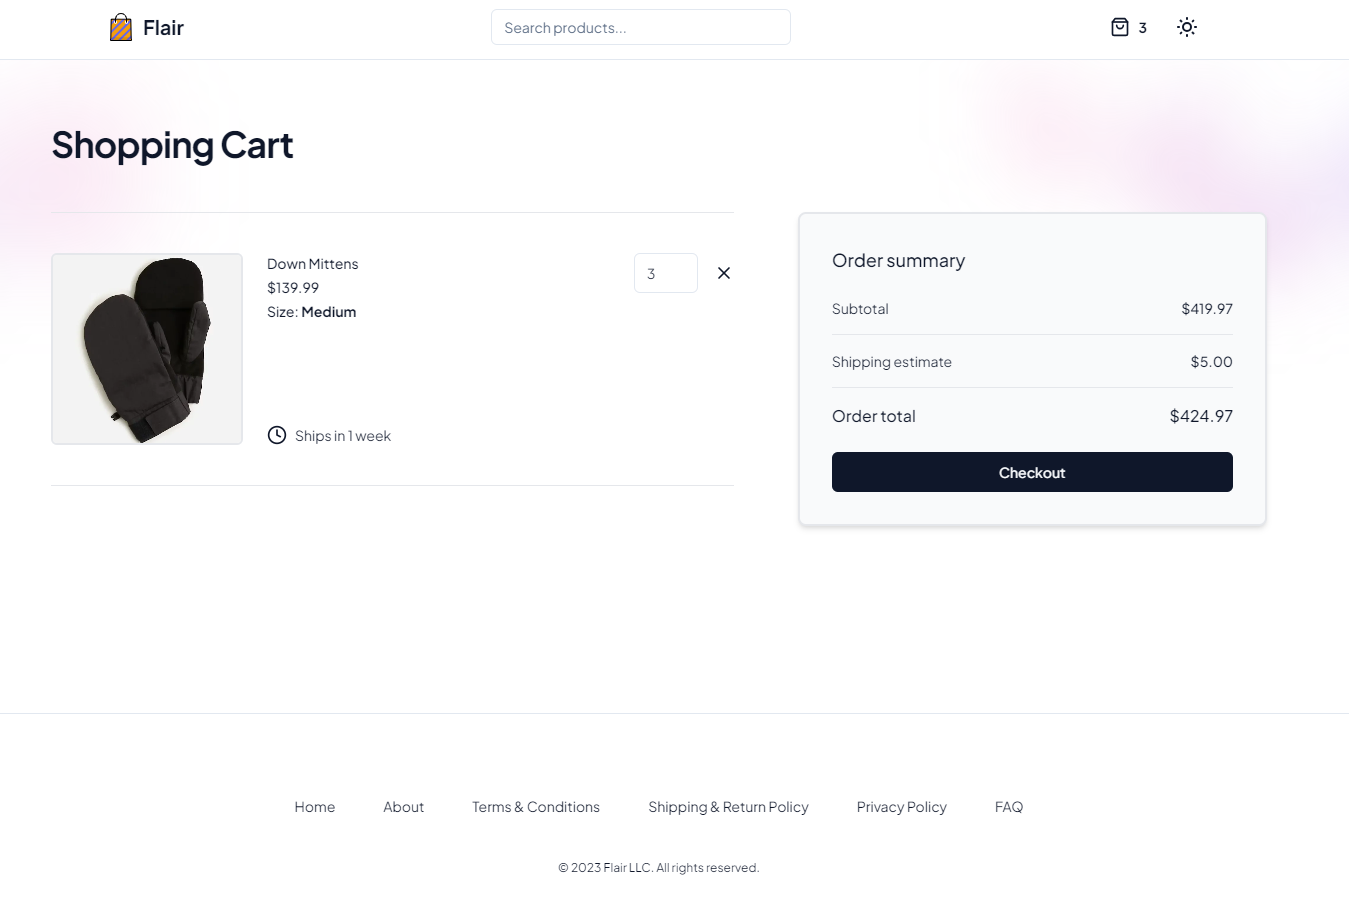 Flair
Search products...
3
Shopping Cart
Down Mittens
$139.99
Size: Medium
3
Ships in 1 week
Order summary
Subtotal $419.97
Shipping estimate $5.00
Order total $424.97
Checkout
Home About Terms & Conditions Shipping & Return Policy Privacy Policy FAQ
© 2023 Flair LLC. All rights reserved.